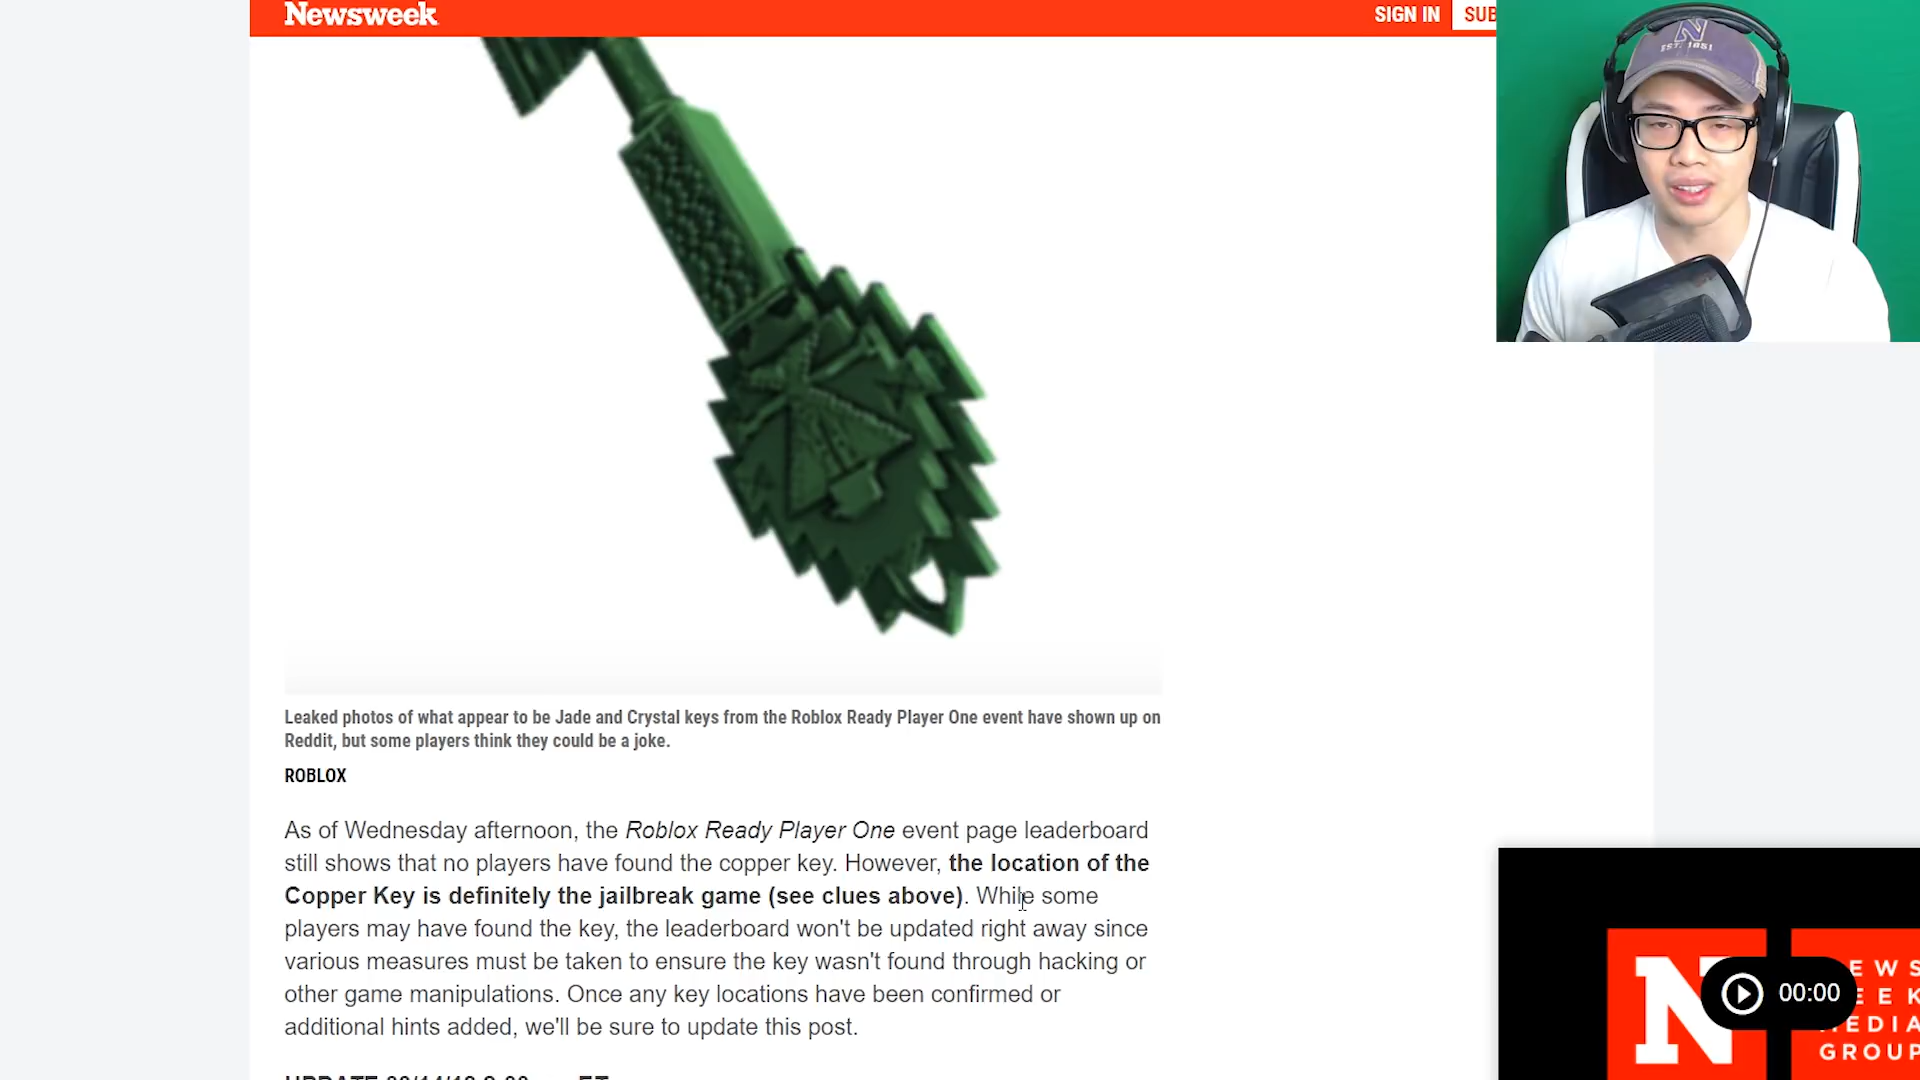 Newsweek
SIGN IN
SUB
N
EST. 1851
Leaked photos of what appear to be Jade and Crystal keys from the Roblox Ready Player One event have shown up on
Reddit, but some players think they could be a joke.
ROBLOX
As of Wednesday afternoon, the Roblox Ready Player One event page leaderboard
still shows that no players have found the copper key. However, the location of the
Copper Key is definitely the jailbreak game (see clues above). While some
players may have found the key, the leaderboard won't be updated right away since
various measures must be taken to ensure the key wasn't found through hacking or
other game manipulations. Once any key locations have been confirmed or
additional hints added, we'll be sure to update this post.
N
EWS
EEK
EDIA
GROUP
00:00